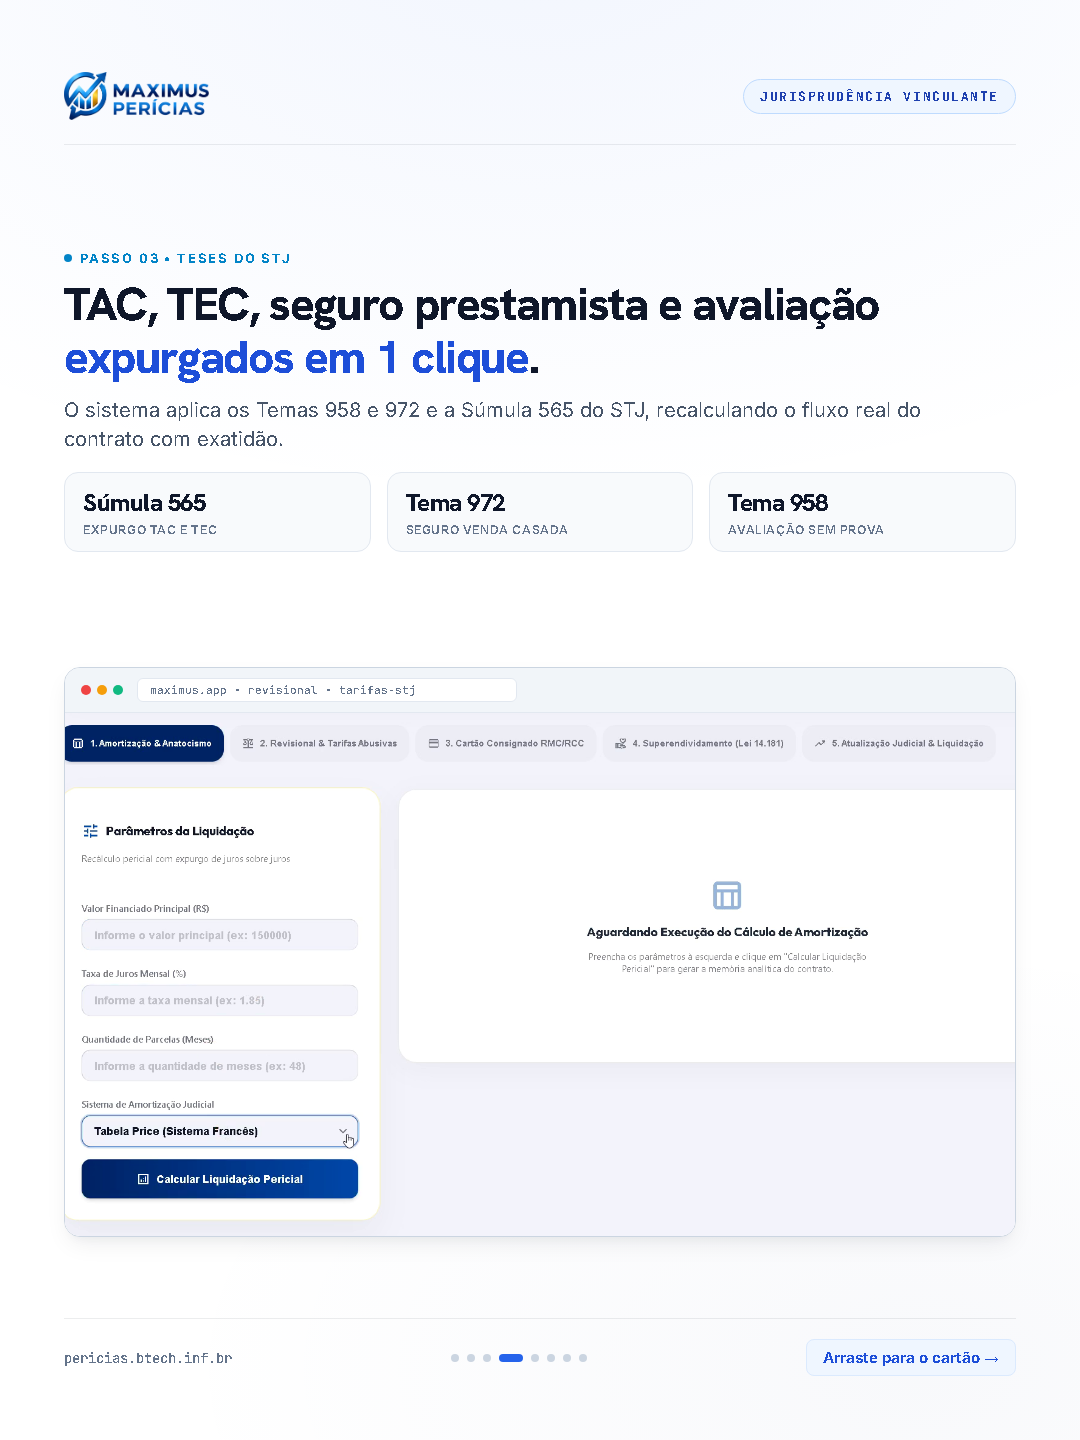 MAXIMUS
PERÍCIAS
JURISPRUDÊNCIA VINCULANTE
PASSO 03 • TESES DO STJ
TAC, TEC, seguro prestamista e avaliação
expurgados em 1 clique.
O sistema aplica os Temas 958 e 972 e a Súmula 565 do STJ, recalculando o fluxo real do
contrato com exatidão.
Súmula 565
EXPURGO TAC E TEC
Tema 972
SEGURO VENDA CASADA
Tema 958
AVALIAÇÃO SEM PROVA
maximus.app • revisional • tarifas-stj
1. Amortização & Anatocismo
2. Revisional & Tarifas Abusivas
3. Cartão Consignado RMC/RCC
4. Superendividamento (Lei 14.181)
5. Atualização Judicial & Liquidação
Parâmetros da Liquidação
Recálculo pericial com expurgo de juros sobre juros.
Valor Financiado Principal (R$)
Informe o valor principal (ex: 150000)
Taxa de Juros Mensal (%)
Informe a taxa mensal (ex: 1.85)
Quantidade de Parcelas (Meses)
Informe a quantidade de meses (ex: 48)
Sistema de Amortização Judicial
Tabela Price (Sistema Francês)
Calcular Liquidação Pericial
Aguardando Execução do Cálculo de Amortização
Preencha os parâmetros à esquerda e clique em "Calcular Liquidação
Pericial" para gerar a memória analítica do contrato.
pericias.btech.inf.br
Arraste para o cartão →